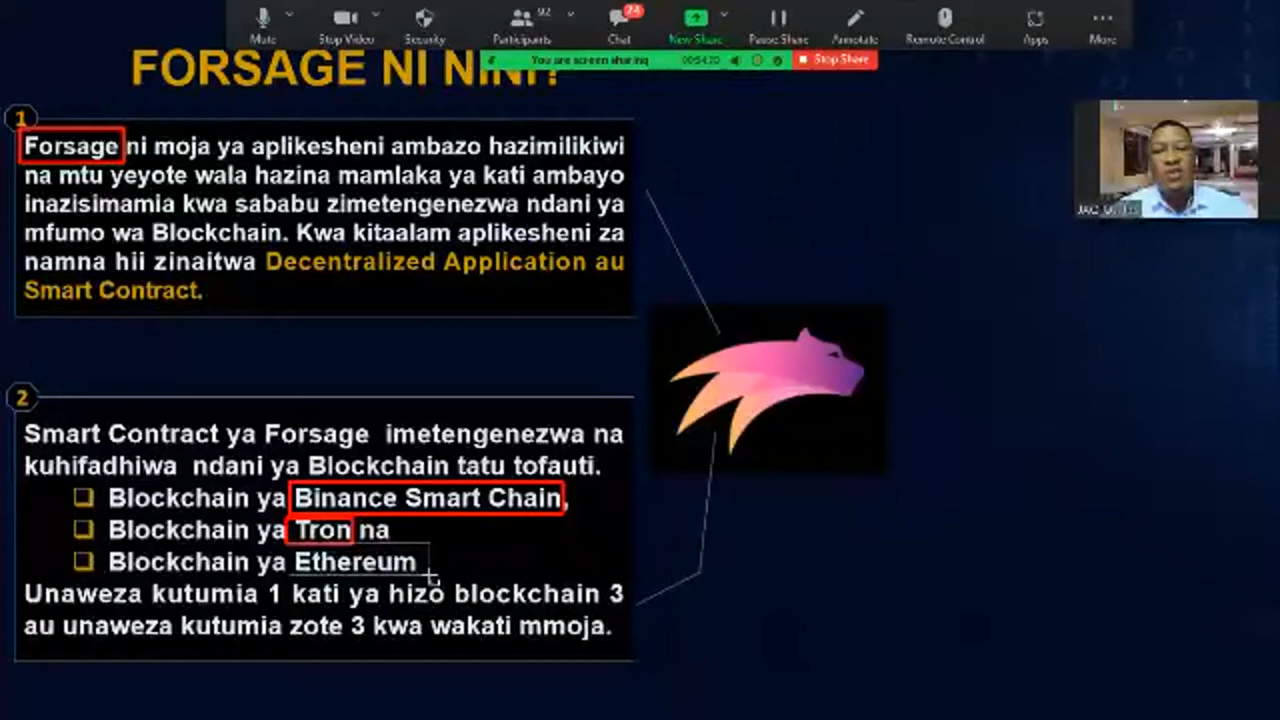 Mute
Stop Video
Security
Participants
92
Chat
24
New Share
Pause Share
Annotate
Remote Control
Apps
More
You are screen sharing
Stop Share
FORSAGE NI NINI?
1
Forsage ni moja ya aplikesheni ambazo hazimilikiwi
na mtu yeyote wala hazina mamlaka ya kati ambayo
inazisimamia kwa sababu zimetengenezwa ndani ya
mfumo wa Blockchain. Kwa kitaalam aplikesheni za
namna hii zinaitwa Decentralized Application au
Smart Contract.
2
Smart Contract ya Forsage imetengenezwa na
kuhifadhiwa ndani ya Blockchain tatu tofauti.
Blockchain ya Binance Smart Chain,
Blockchain ya Tron na
Blockchain ya Ethereum
Unaweza kutumia 1 kati ya hizo blockchain 3
au unaweza kutumia zote 3 kwa wakati mmoja.